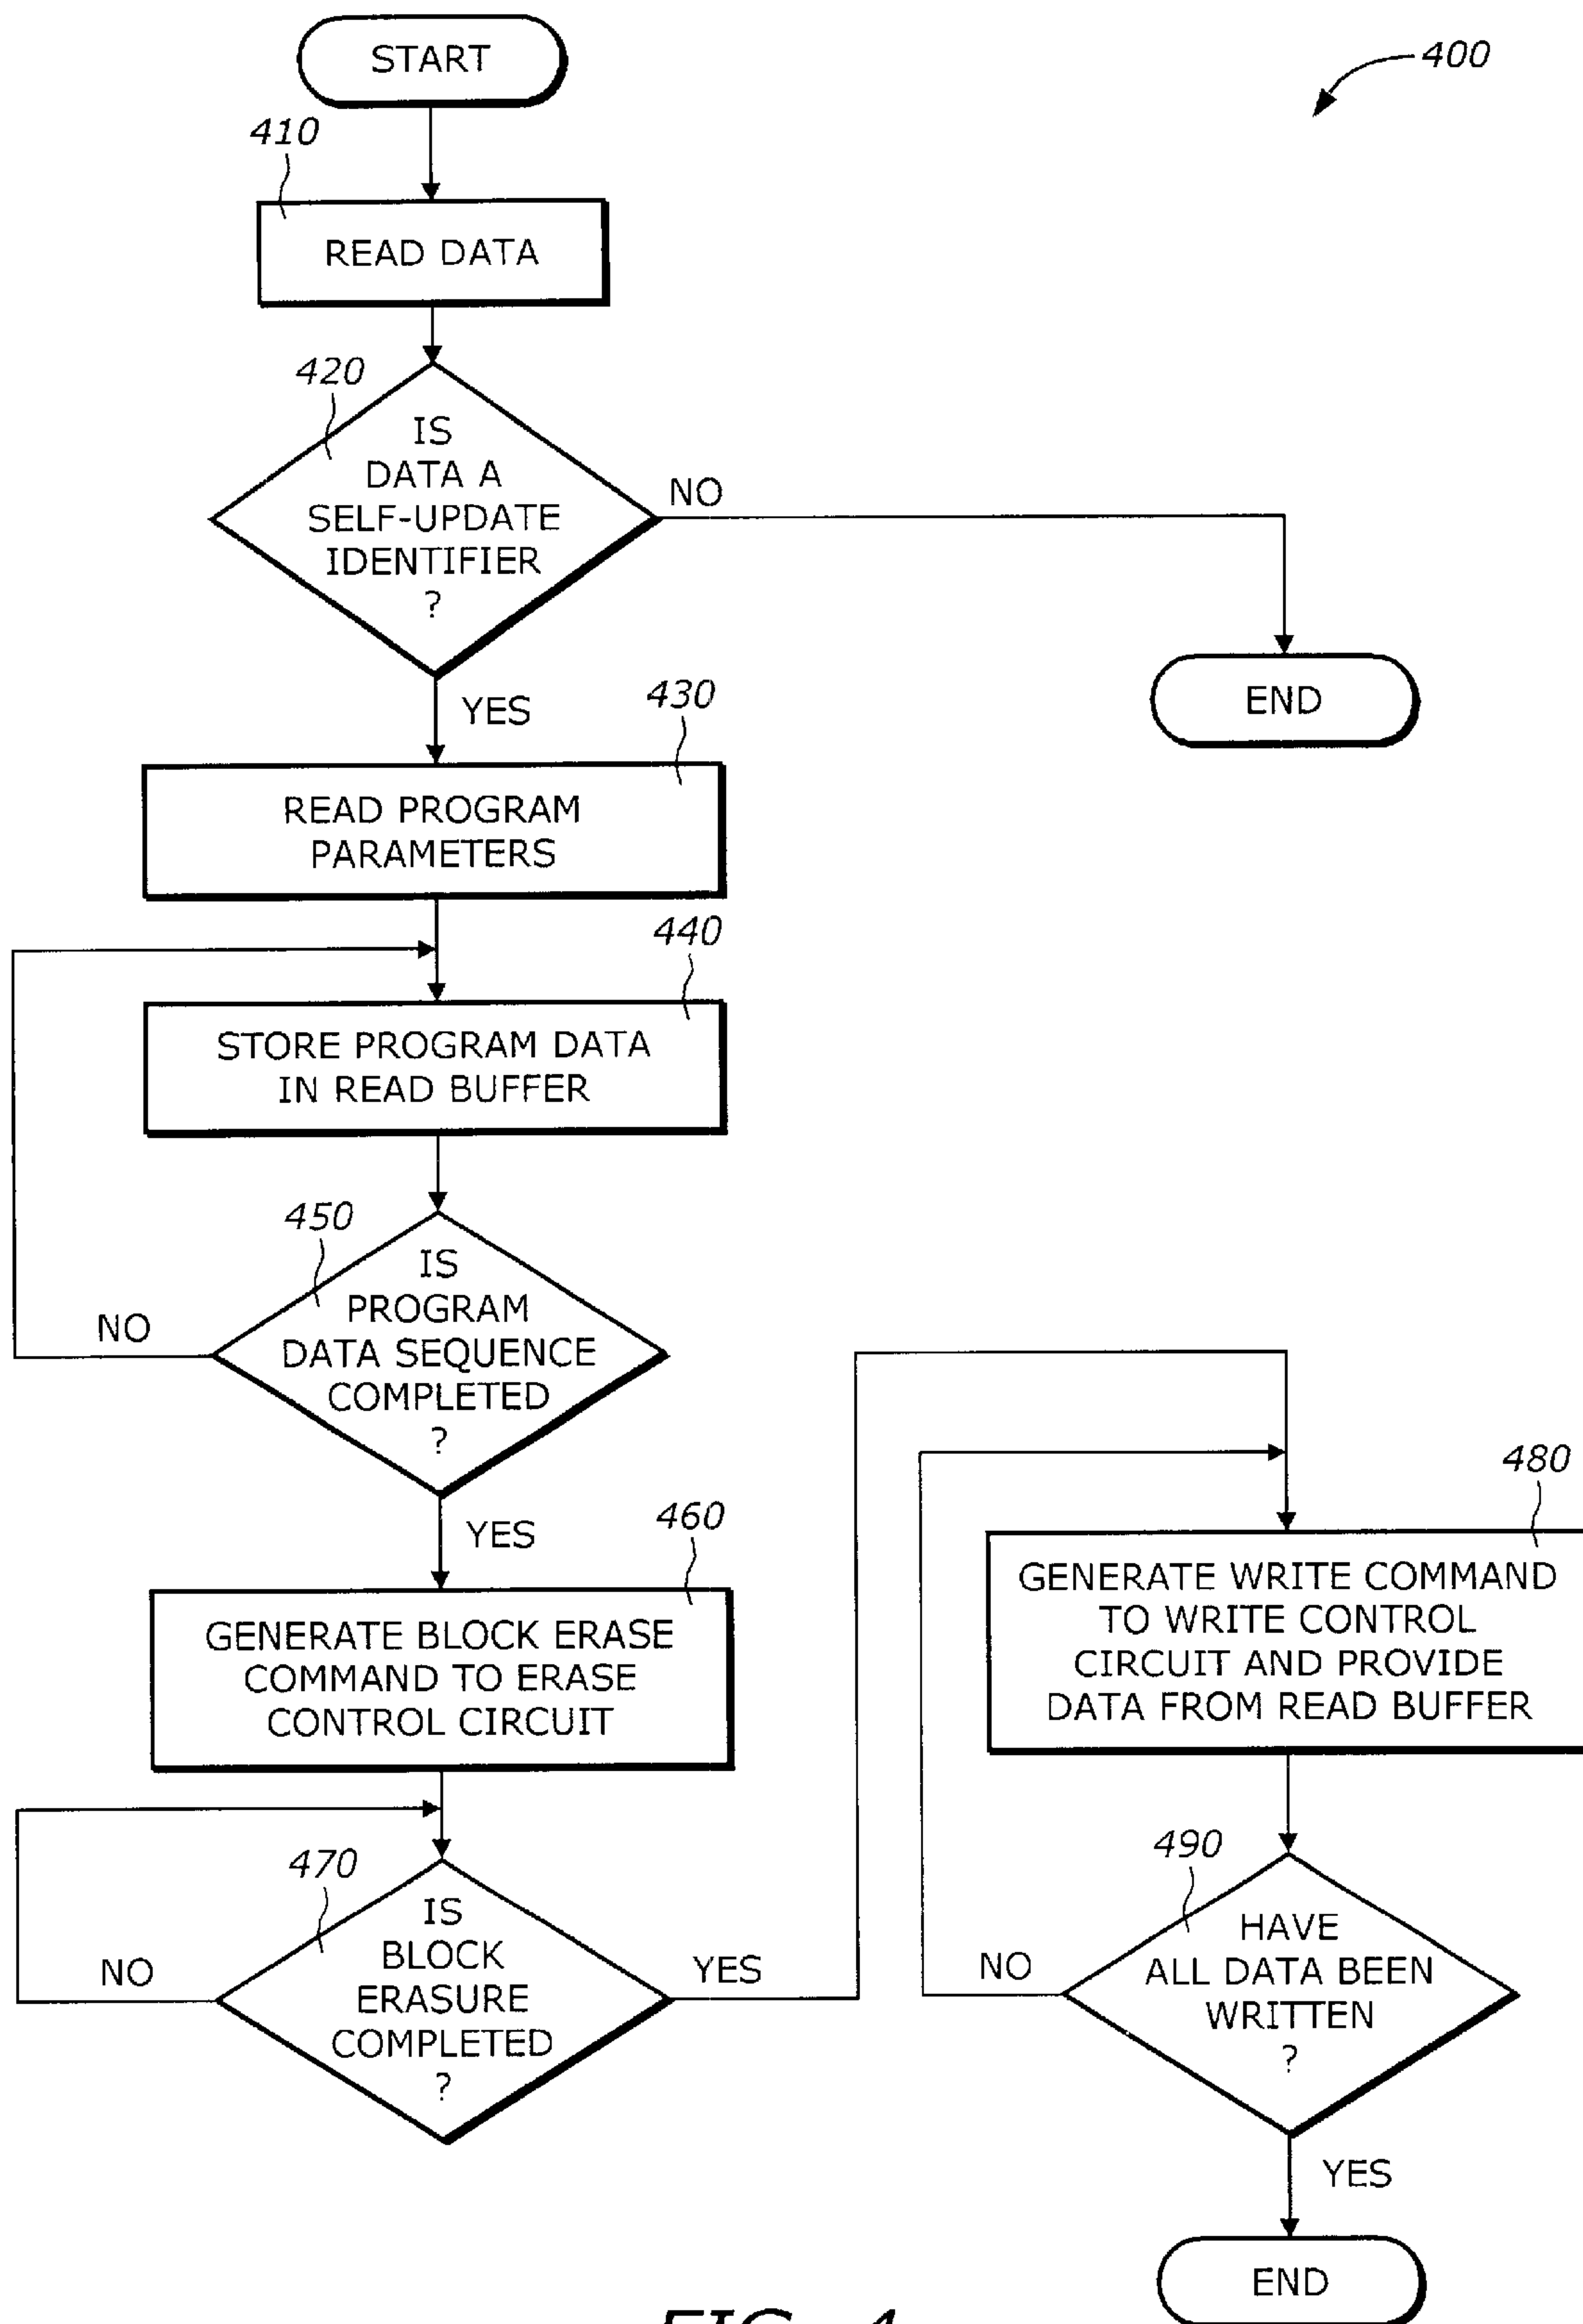 START
400
410
READ DATA
420
IS
DATA A
SELF-UPDATE
IDENTIFIER
?
NO
END
YES
430
READ PROGRAM
PARAMETERS
440
STORE PROGRAM DATA
IN READ BUFFER
450
IS
PROGRAM
DATA SEQUENCE
COMPLETED
?
NO
YES
460
GENERATE BLOCK ERASE
COMMAND TO ERASE
CONTROL CIRCUIT
470
IS
BLOCK
ERASURE
COMPLETED
?
NO
YES
480
GENERATE WRITE COMMAND
TO WRITE CONTROL
CIRCUIT AND PROVIDE
DATA FROM READ BUFFER
490
HAVE
ALL DATA BEEN
WRITTEN
?
NO
YES
END